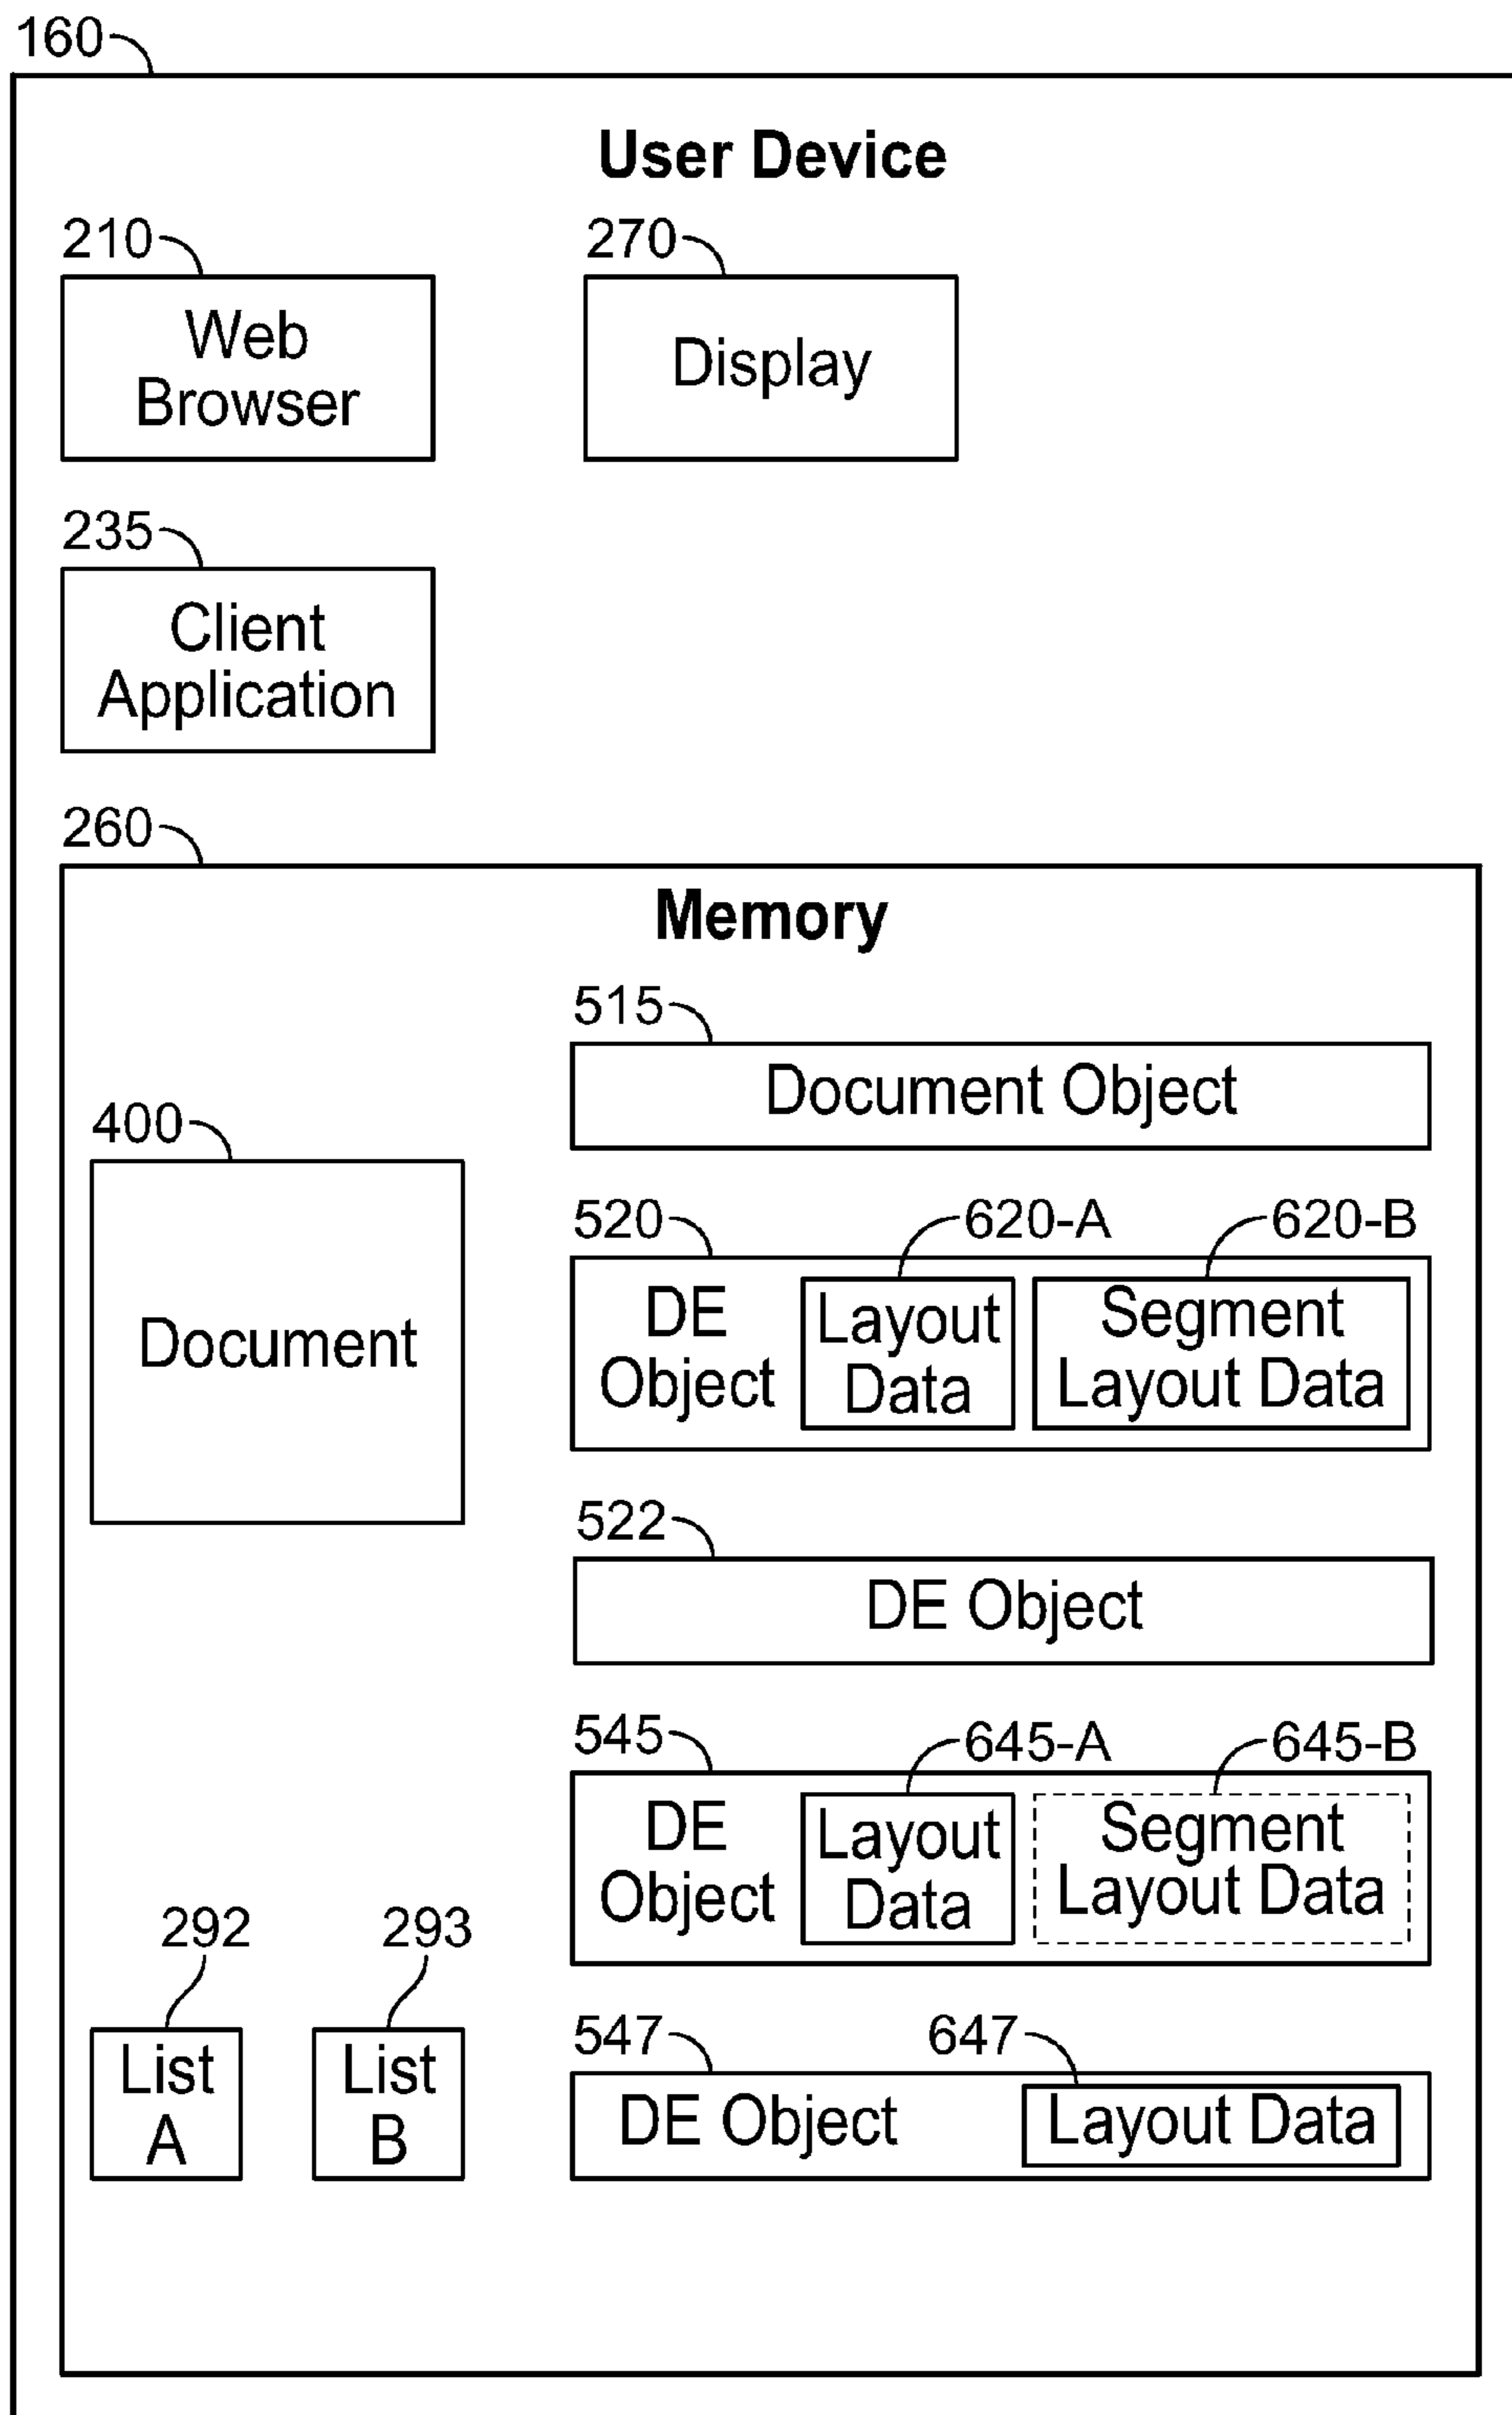 160
User Device
210
Web
Browser
270
Display
235
Client
Application
260
Memory
515
Document Object
400
Document
520
620-A
620-B
DE
Object
Layout
Data
Segment
Layout Data
522
DE Object
545
645-A
645-B
DE
Object
Layout
Data
Segment
Layout Data
292
293
List
A
List
B
547
647
DE Object
Layout Data